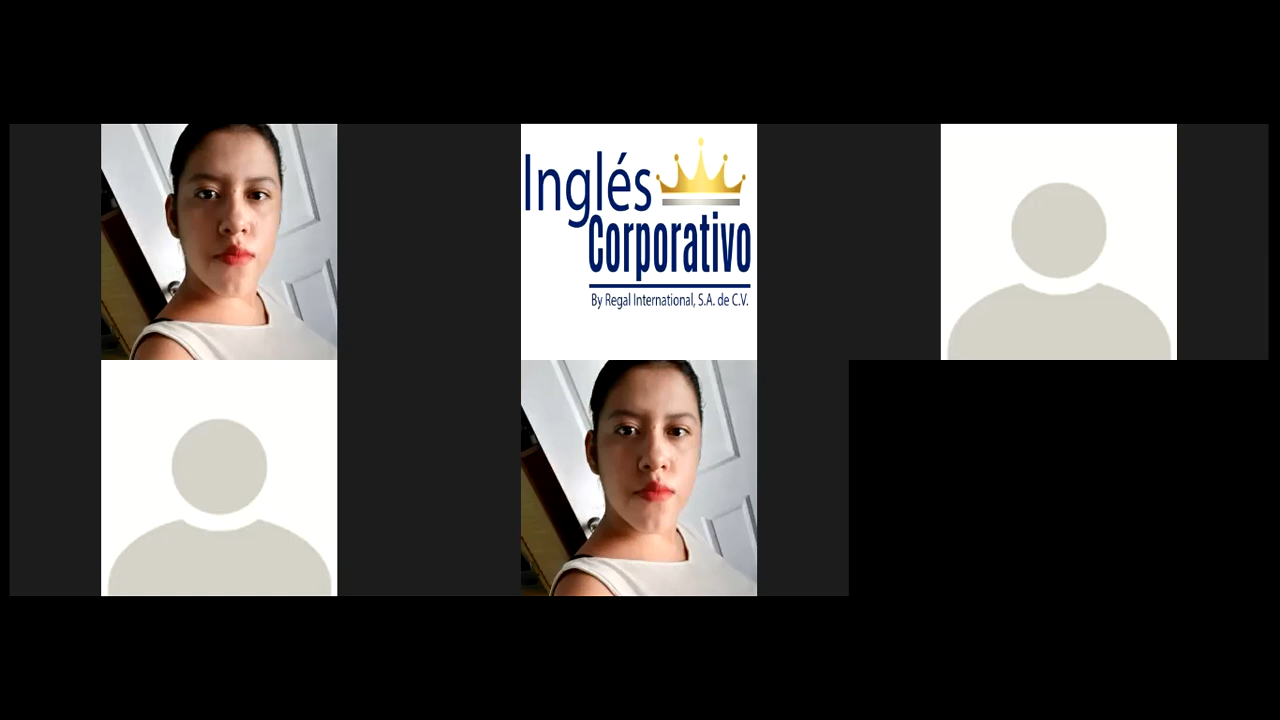 Inglés
Corporativo
By Regal International, S.A. de C.V.